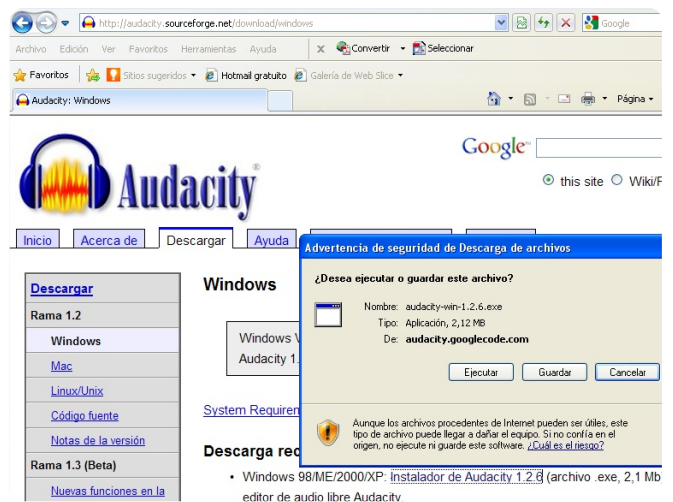 http://audacity.sourceforge.net/download/windows
Google
Archivo Edición Ver Favoritos Herramientas Ayuda
X Convertir Seleccionar
Favoritos Sitios sugeridos Hotmail gratuito Galería de Web Slice
Audacity: Windows
Página
Audacity®
Google™
this site Wiki/F
Inicio Acerca de Descargar Ayuda
Descargar
Rama 1.2
Windows
Mac
Linux/Unix
Código fuente
Notas de la versión
Rama 1.3 (Beta)
Nuevas funciones en la
Windows
Windows V
Audacity 1.
System Requiren
Descarga rec
• Windows 98/ME/2000/XP: Instalador de Audacity 1.2.6 (archivo .exe, 2,1 Mb
editor de audio libre Audacity.
Advertencia de seguridad de Descarga de archivos
¿Desea ejecutar o guardar este archivo?
Nombre: audacity-win-1.2.6.exe
Tipo: Aplicación, 2,12 MB
De: audacity.googlecode.com
Ejecutar Guardar Cancelar
Aunque los archivos procedentes de Internet pueden ser útiles, este
tipo de archivo puede llegar a dañar el equipo. Si no confía en el
origen, no ejecute ni guarde este software. ¿Cuál es el riesgo?